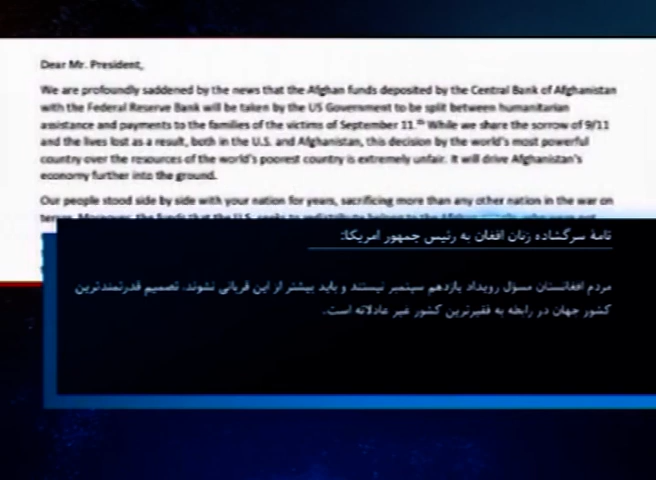 Dear Mr. President,
We are profoundly saddened by the news that the Afghan funds deposited by the Central Bank of Afghanistan
with the Federal Reserve Bank will be taken by the US Government to be split between humanitarian
assistance and payments to the families of the victims of September 11.th While we share the sorrow of 9/11
and the lives lost as a result, both in the U.S. and Afghanistan, this decision by the world's most powerful
country over the resources of the world's poorest country is extremely unfair. It will drive Afghanistan's
economy further into the ground.
Our people stood side by side with your nation for years, sacrificing more than any other nation in the war on
terror. Moreover, the funds that the U.S. seeks to redistribute belong to the Afghan
نامهٔ سرگشاده زنان افغان به رئیس جمهور امریکا:
مردم افغانستان مسؤل رویداد یازدهم سپتمبر نیستند و باید بیشتر از این قربانی نشوند. تصمیم قدرتمندترین
کشور جهان در رابطه به فقیرترین کشور غیر عادلانه است.